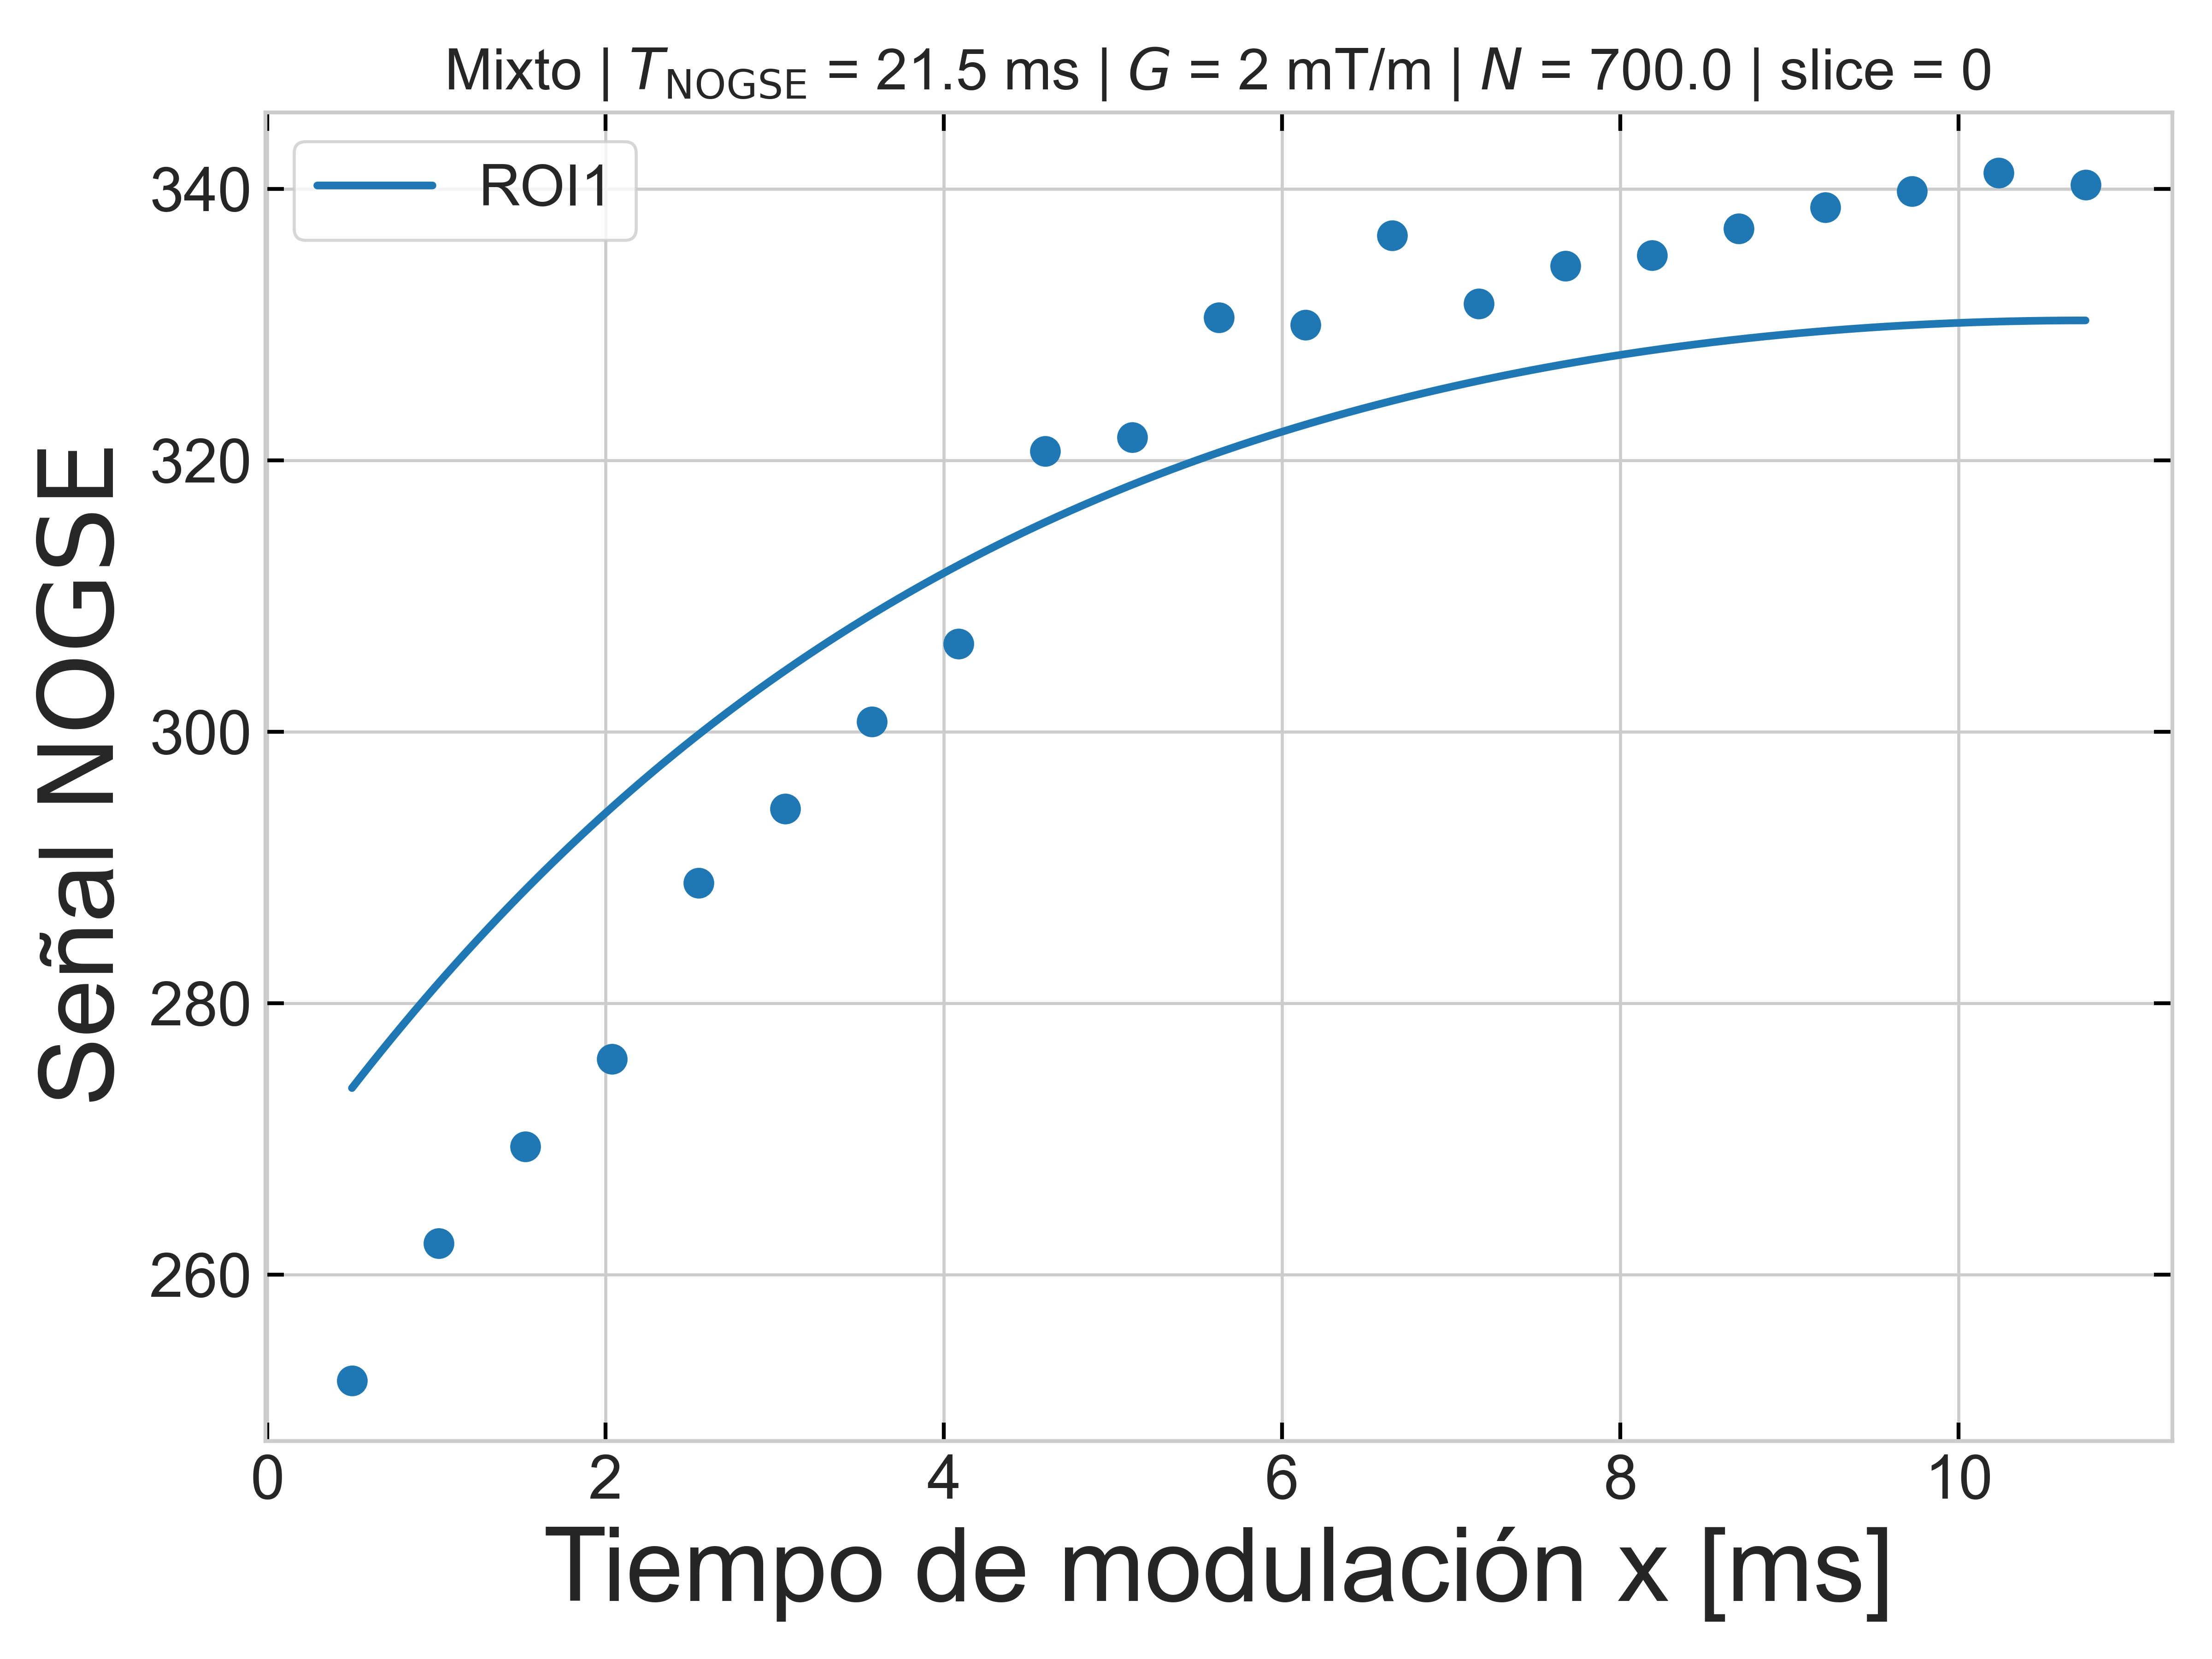 Mixto | T_NOGSE = 21.5 ms | G = 2 mT/m | N = 700.0 | slice = 0
ROI1
340
320
300
280
260
Señal NOGSE
0 2 4 6 8 10
Tiempo de modulación x [ms]